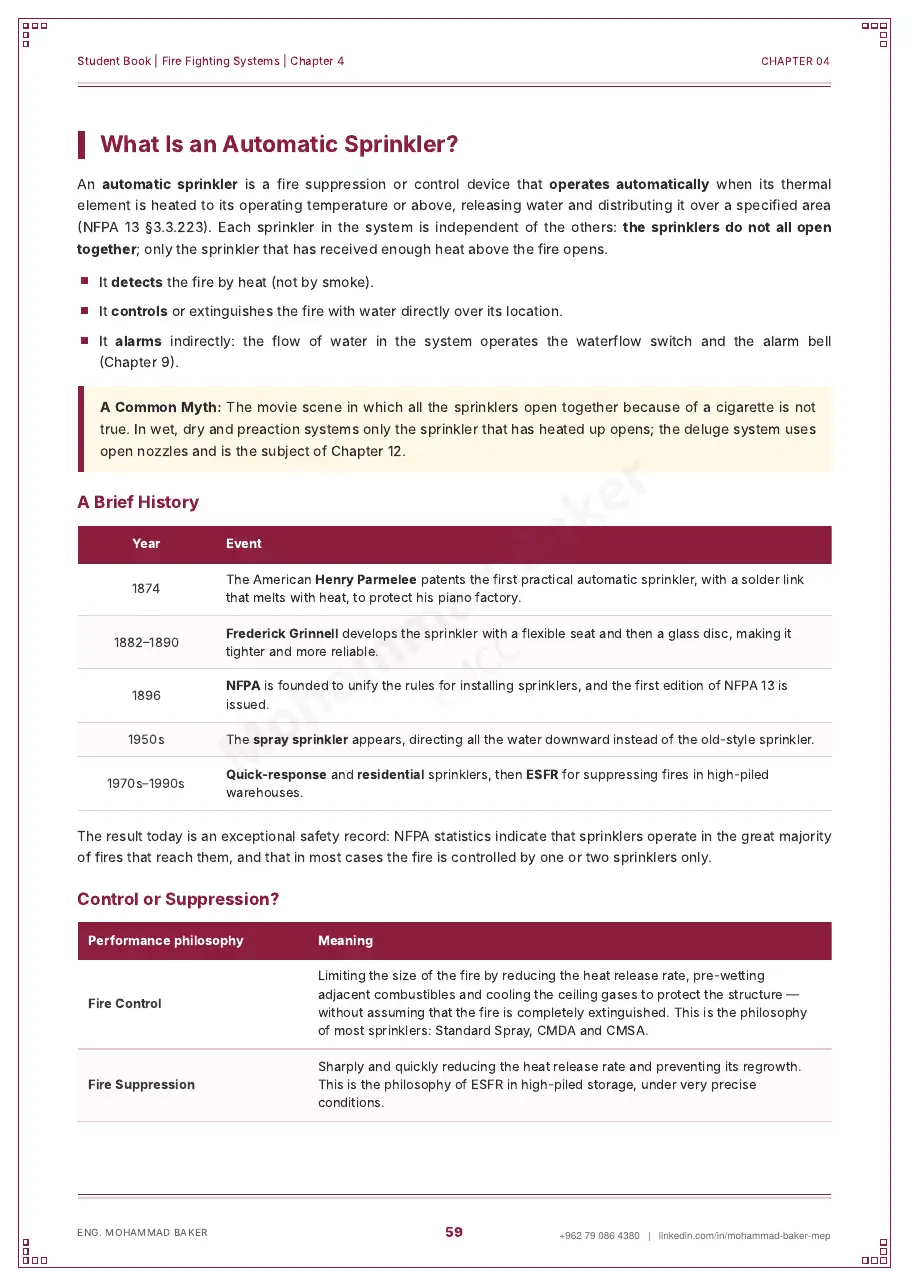 Student Book | Fire Fighting Systems | Chapter 4
CHAPTER 04
What Is an Automatic Sprinkler?
An automatic sprinkler is a fire suppression or control device that operates automatically when its thermal
element is heated to its operating temperature or above, releasing water and distributing it over a specified area
(NFPA 13 §3.3.223). Each sprinkler in the system is independent of the others: the sprinklers do not all open
together; only the sprinkler that has received enough heat above the fire opens.
It detects the fire by heat (not by smoke).
It controls or extinguishes the fire with water directly over its location.
It alarms indirectly: the flow of water in the system operates the waterflow switch and the alarm bell
(Chapter 9).
A Common Myth: The movie scene in which all the sprinklers open together because of a cigarette is not
true. In wet, dry and preaction systems only the sprinkler that has heated up opens; the deluge system uses
open nozzles and is the subject of Chapter 12.
A Brief History
Year Event
1874
The American Henry Parmelee patents the first practical automatic sprinkler, with a solder link
that melts with heat, to protect his piano factory.
1882–1890
Frederick Grinnell develops the sprinkler with a flexible seat and then a glass disc, making it
tighter and more reliable.
1896
NFPA is founded to unify the rules for installing sprinklers, and the first edition of NFPA 13 is
issued.
1950s The spray sprinkler appears, directing all the water downward instead of the old-style sprinkler.
1970s–1990s
Quick-response and residential sprinklers, then ESFR for suppressing fires in high-piled
warehouses.
The result today is an exceptional safety record: NFPA statistics indicate that sprinklers operate in the great majority
of fires that reach them, and that in most cases the fire is controlled by one or two sprinklers only.
Control or Suppression?
Performance philosophy Meaning
Fire Control
Limiting the size of the fire by reducing the heat release rate, pre-wetting
adjacent combustibles and cooling the ceiling gases to protect the structure —
without assuming that the fire is completely extinguished. This is the philosophy
of most sprinklers: Standard Spray, CMDA and CMSA.
Fire Suppression
Sharply and quickly reducing the heat release rate and preventing its regrowth.
This is the philosophy of ESFR in high-piled storage, under very precise
conditions.
Mohammad Baker
EMCC
ENG. MOHAMMAD BAKER
59
+962 79 086 4380 | linkedin.com/in/mohammad-baker-mep